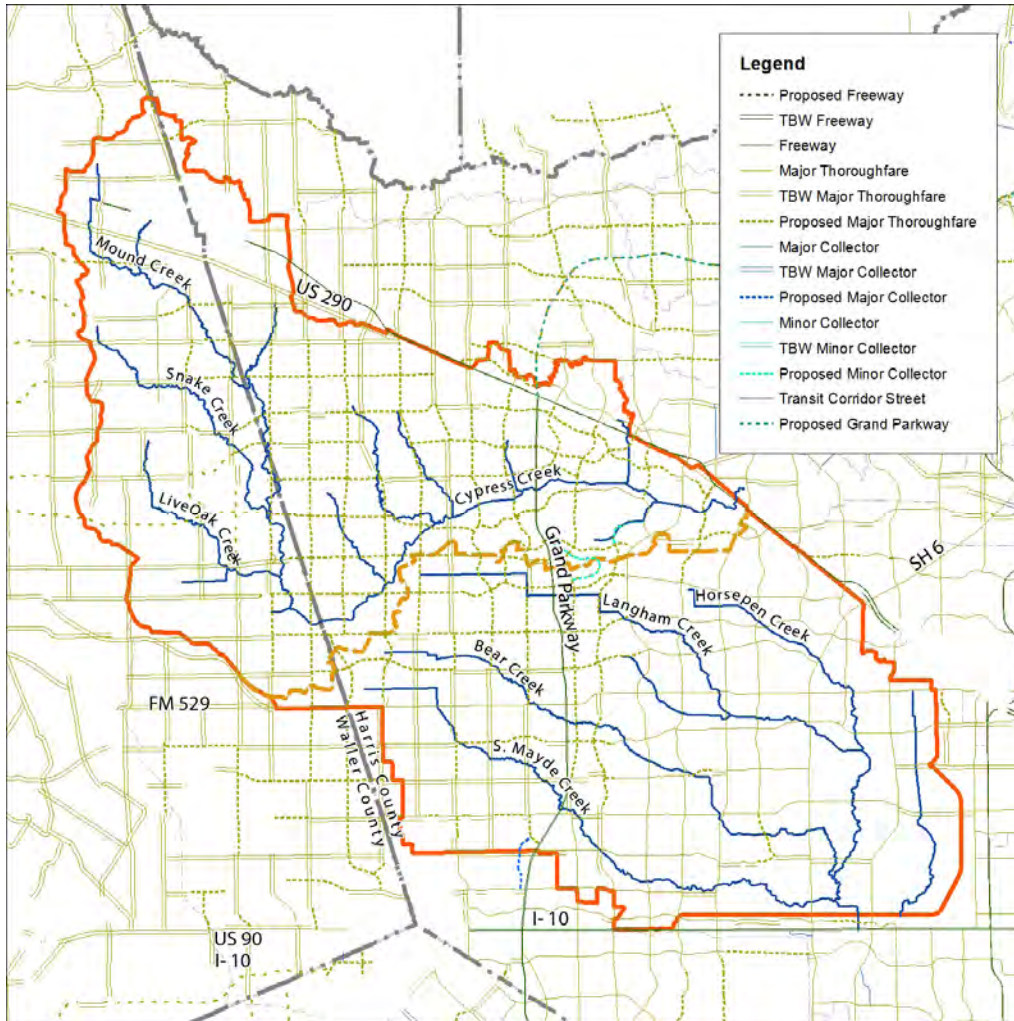 Legend
Proposed Freeway
TBW Freeway
Freeway
Major Thoroughfare
TBW Major Thoroughfare
Proposed Major Thoroughfare
Major Collector
TBW Major Collector
Proposed Major Collector
Minor Collector
TBW Minor Collector
Proposed Minor Collector
Transit Corridor Street
Proposed Grand Parkway
Mound Creek
US 290
Snake Creek
Cypress Creek
LiveOak Creek
Grand Parkway
SH 6
Horsepen Creek
Langham Creek
Bear Creek
FM 529
Harris County
Waller County
S. Mayde Creek
I-10
US 90
I-10